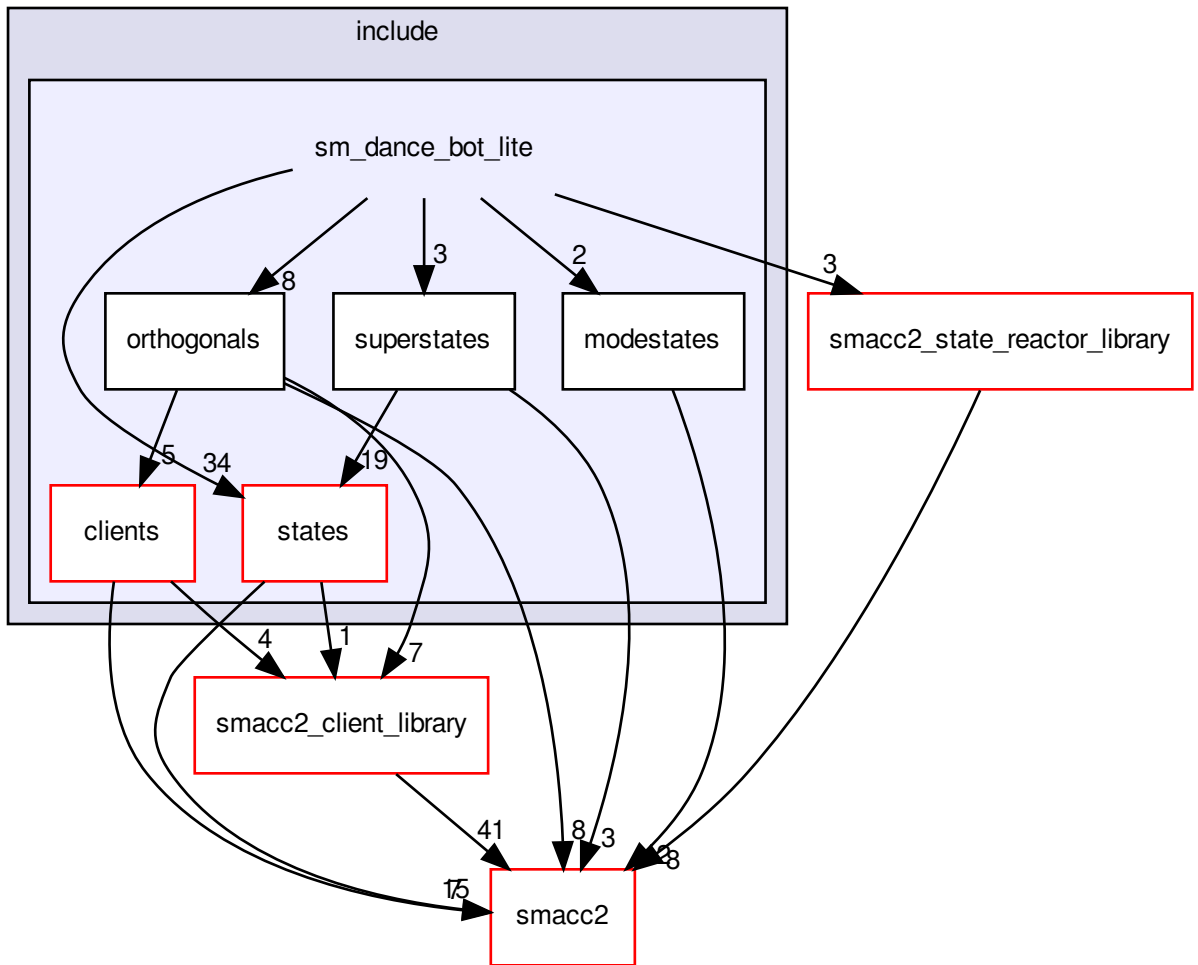 include
sm_dance_bot_lite
3
2
3
8
orthogonals
superstates
modestates
smacc2_state_reactor_library
5
34
19
clients
states
4
1
7
smacc2_client_library
41
8
3
8
smacc2